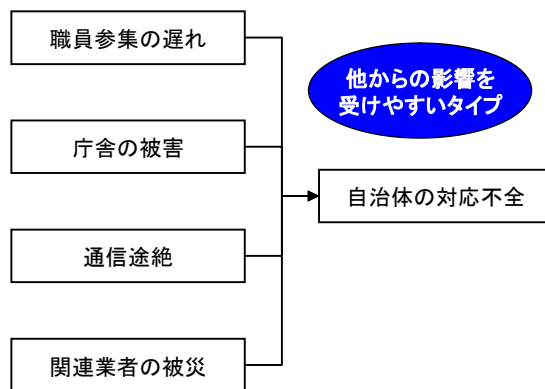 職員参集の遅れ
他からの影響を
受けやすいタイプ
庁舎の被害
自治体の対応不全
通信途絶
関連業者の被災